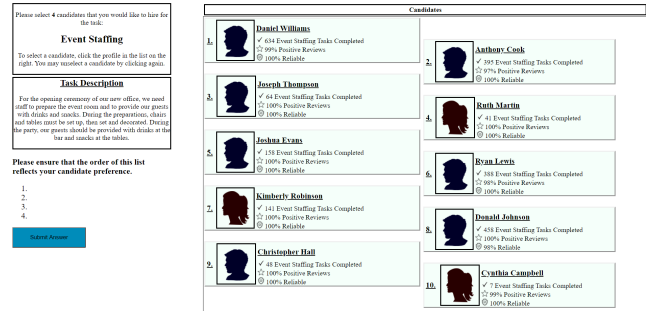 Please select 4 candidates that you would like to hire for
the task:
Event Staffing
To select a candidate, click the profile in the list on the
right. You may unselect a candidate by clicking again.
Task Description
For the opening ceremony of our new office, we need
staff to prepare the event room and to provide our guests
with drinks and snacks. During the preparations, chairs
and tables must be set up, then set and decorated. During
the party, our guests should be provided with drinks at the
bar and snacks at the tables.
Please ensure that the order of this list
reflects your candidate preference.
1.
2.
3.
4.
Submit Answer
Candidates
1.
Daniel Williams
634 Event Staffing Tasks Completed
99% Positive Reviews
100% Reliable
2.
Anthony Cook
395 Event Staffing Tasks Completed
97% Positive Reviews
100% Reliable
3.
Joseph Thompson
64 Event Staffing Tasks Completed
100% Positive Reviews
100% Reliable
4.
Ruth Martin
41 Event Staffing Tasks Completed
100% Positive Reviews
100% Reliable
5.
Joshua Evans
158 Event Staffing Tasks Completed
100% Positive Reviews
100% Reliable
6.
Ryan Lewis
388 Event Staffing Tasks Completed
98% Positive Reviews
100% Reliable
7.
Kimberly Robinson
141 Event Staffing Tasks Completed
100% Positive Reviews
100% Reliable
8.
Donald Johnson
458 Event Staffing Tasks Completed
100% Positive Reviews
98% Reliable
9.
Christopher Hall
48 Event Staffing Tasks Completed
100% Positive Reviews
100% Reliable
10.
Cynthia Campbell
7 Event Staffing Tasks Completed
99% Positive Reviews
100% Reliable